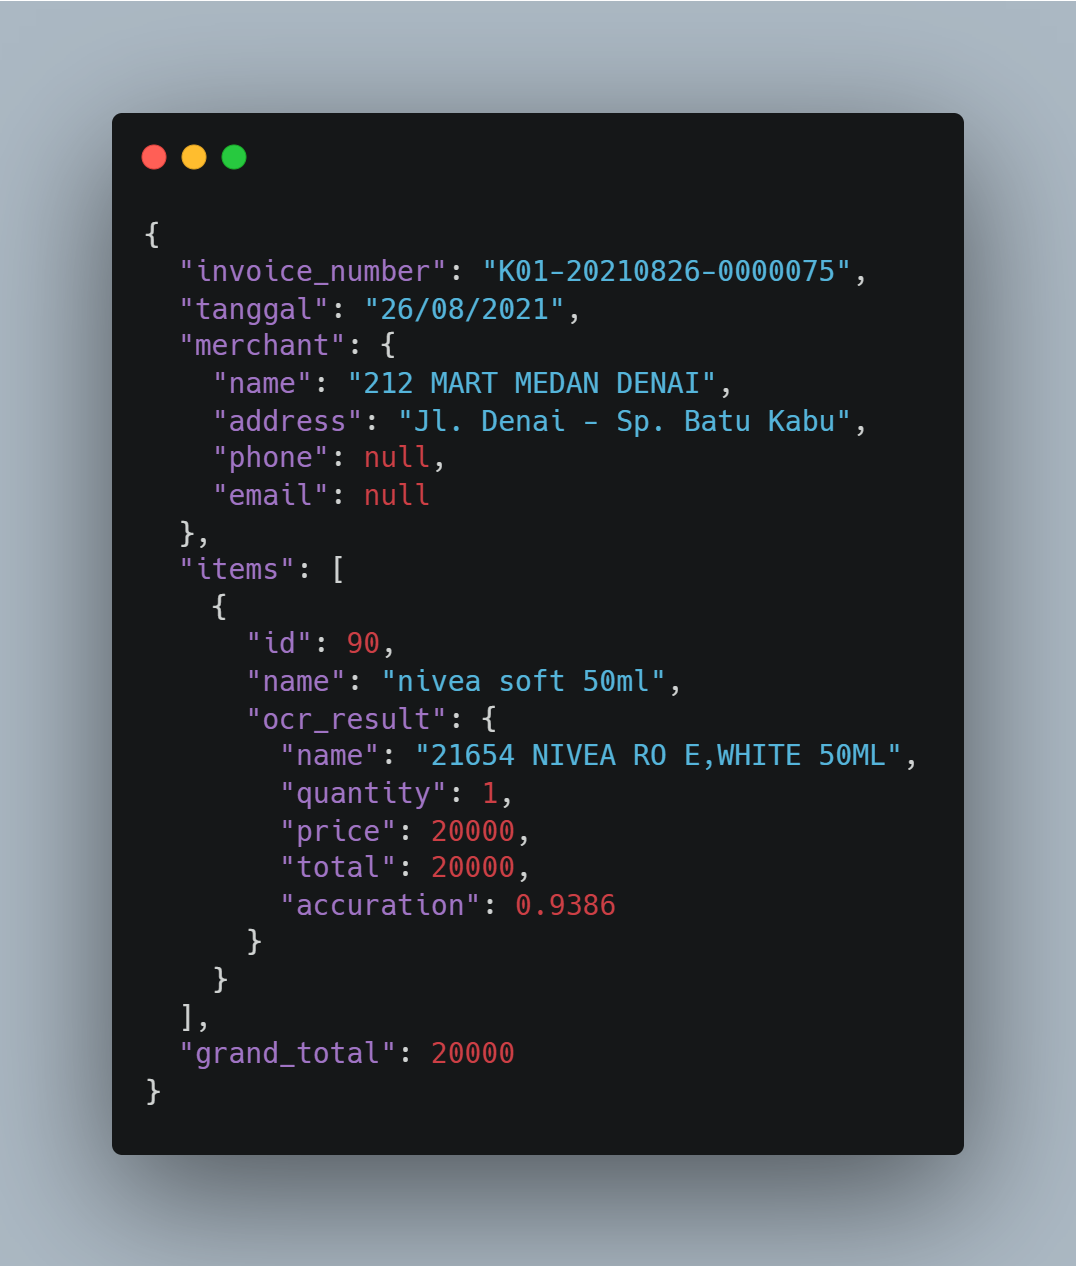 {
  "invoice_number": "K01-20210826-0000075",
  "tanggal": "26/08/2021",
  "merchant": {
    "name": "212 MART MEDAN DENAI",
    "address": "Jl. Denai - Sp. Batu Kabu",
    "phone": null,
    "email": null
  },
  "items": [
    {
      "id": 90,
      "name": "nivea soft 50ml",
      "ocr_result": {
        "name": "21654 NIVEA RO E,WHITE 50ML",
        "quantity": 1,
        "price": 20000,
        "total": 20000,
        "accuration": 0.9386
      }
    }
  ],
  "grand_total": 20000
}